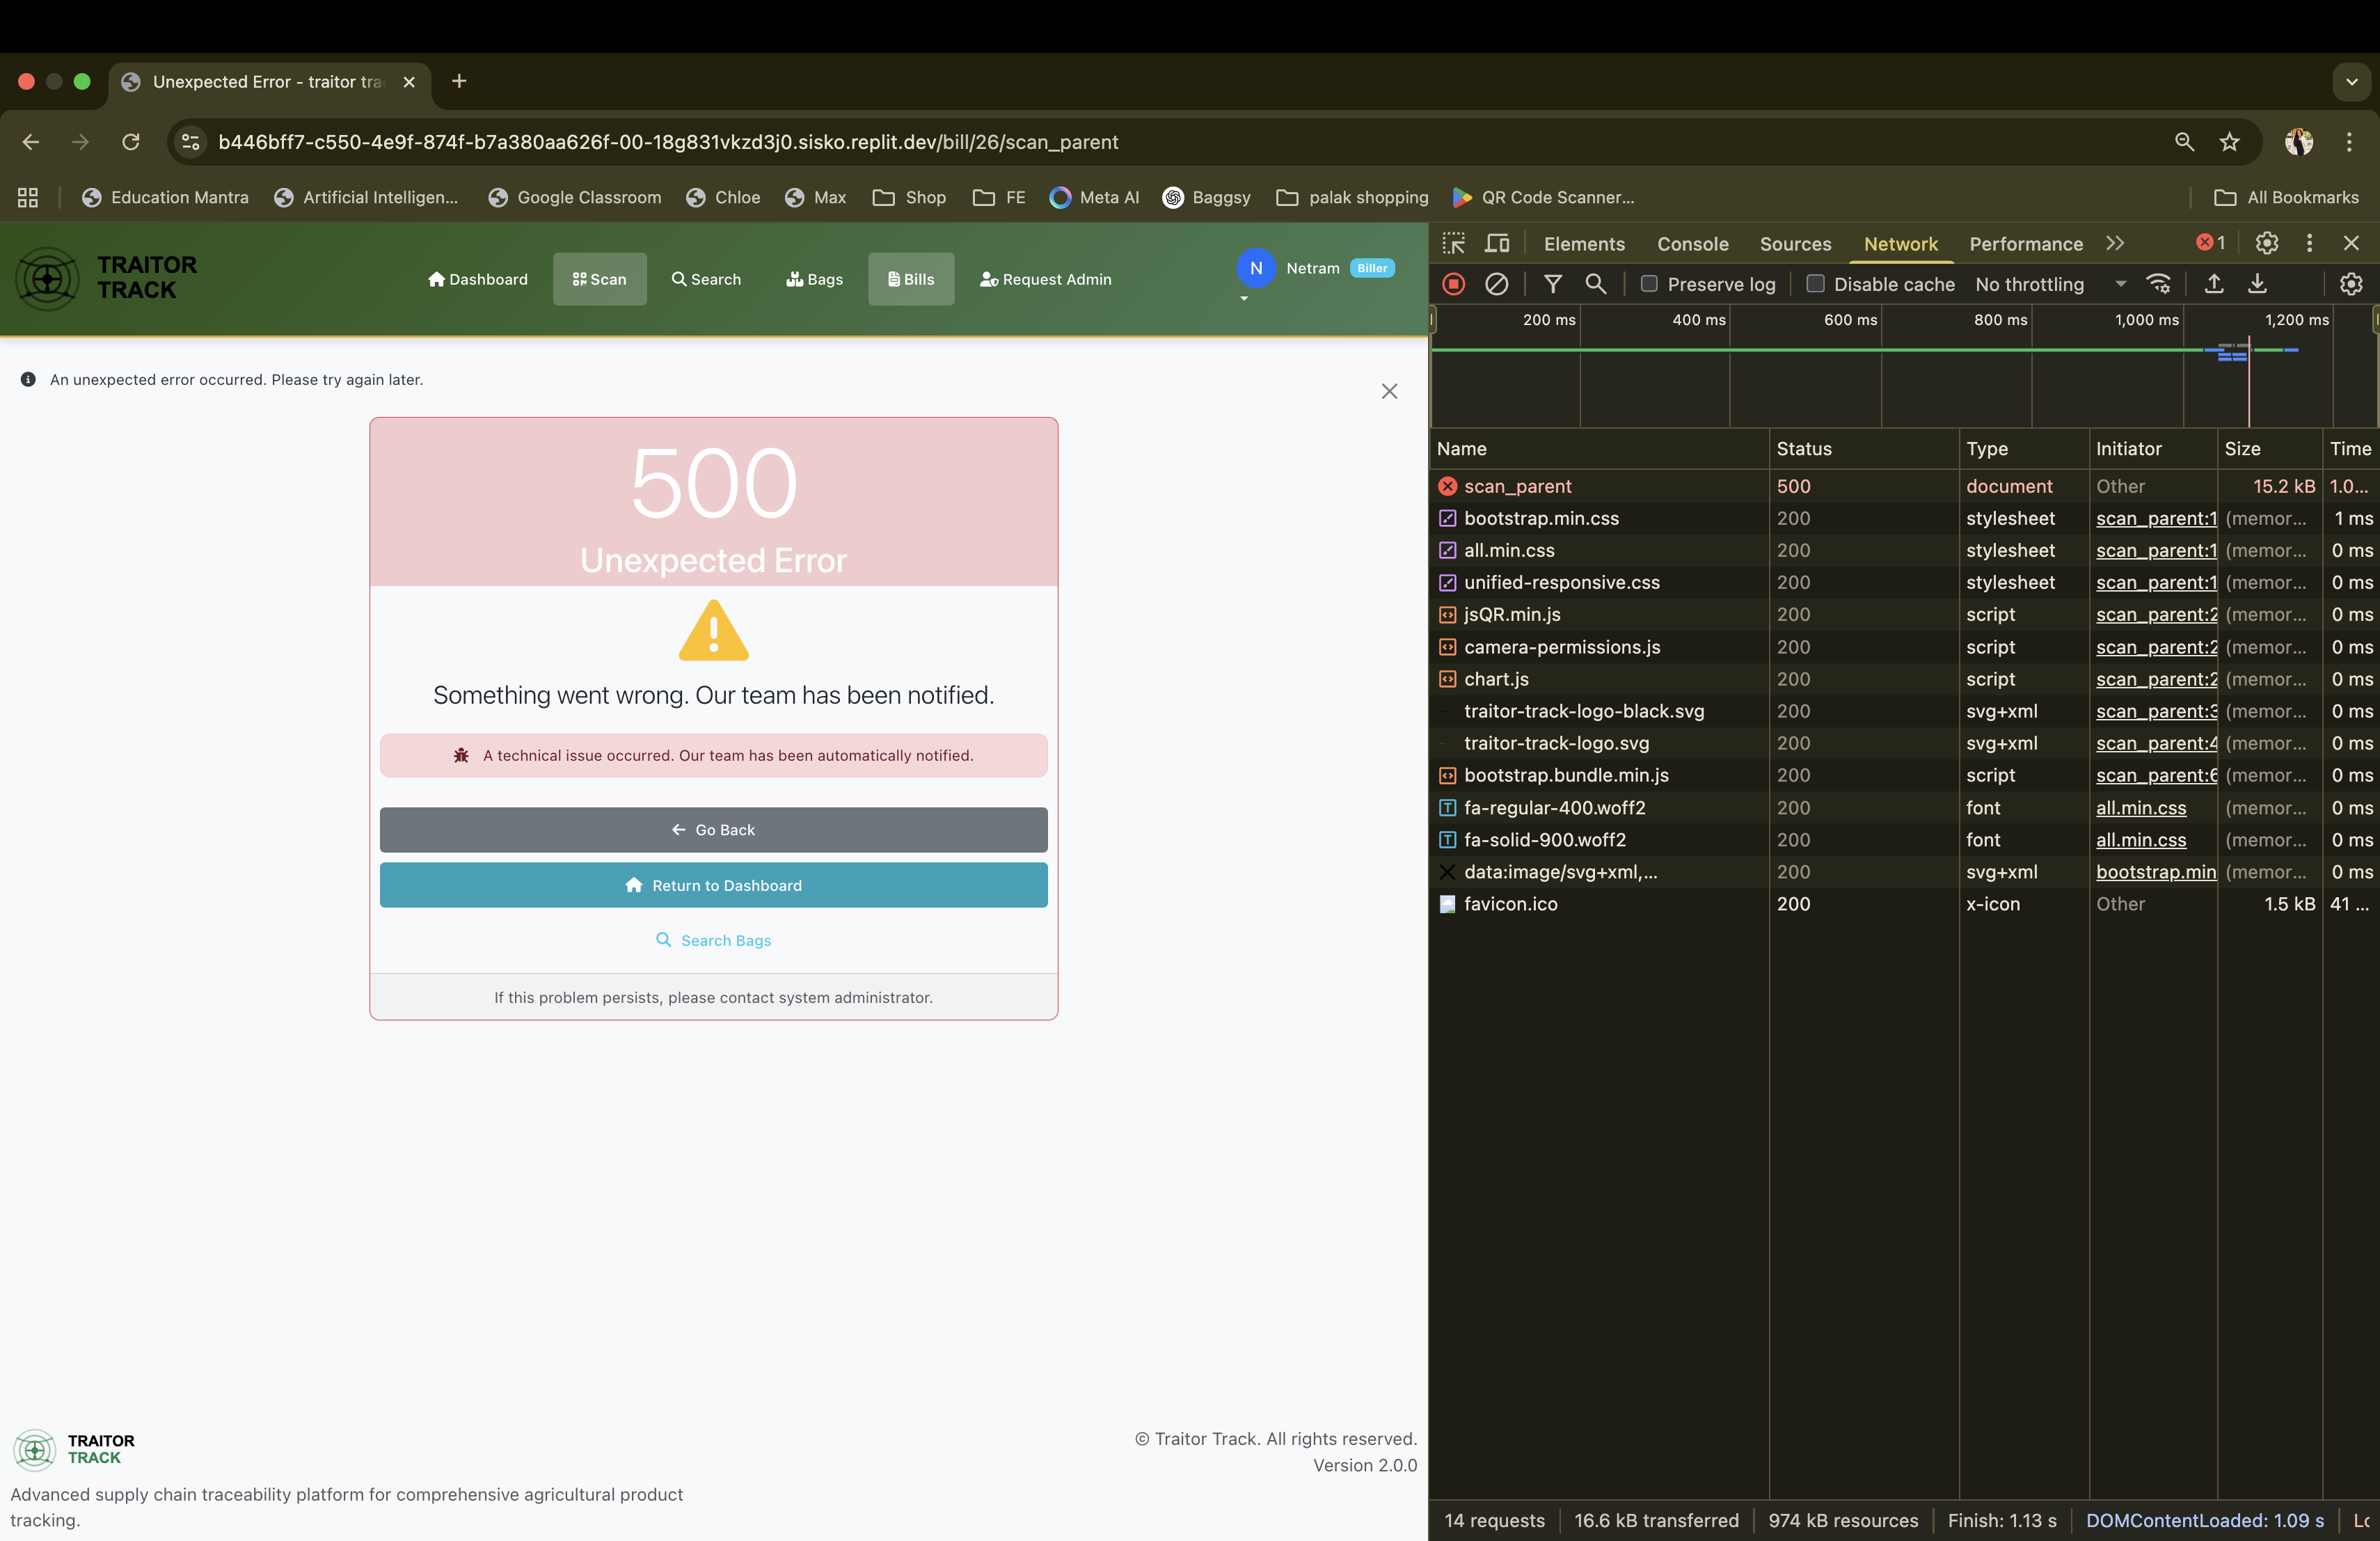 Unexpected Error - traitor tra
b446bff7-c550-4e9f-874f-b7a380aa626f-00-18g831vkzd3j0.sisko.replit.dev/bill/26/scan_parent
Education Mantra Artificial Intelligen... Google Classroom Chloe Max Shop FE Meta AI Baggsy palak shopping QR Code Scanner... All Bookmarks
TRAITOR
TRACK
Dashboard Scan Search Bags Bills Request Admin N Netram Biller
An unexpected error occurred. Please try again later.
500
Unexpected Error
Something went wrong. Our team has been notified.
A technical issue occurred. Our team has been automatically notified.
Go Back
Return to Dashboard
Search Bags
If this problem persists, please contact system administrator.
TRAITOR
TRACK
Advanced supply chain traceability platform for comprehensive agricultural product
tracking.
© Traitor Track. All rights reserved.
Version 2.0.0
Elements Console Sources Network Performance 1
Preserve log Disable cache No throttling
200 ms 400 ms 600 ms 800 ms 1,000 ms 1,200 ms
Name Status Type Initiator Size Time
scan_parent 500 document Other 15.2 kB 1.0...
bootstrap.min.css 200 stylesheet scan_parent:1 (memor... 1 ms
all.min.css 200 stylesheet scan_parent:1 (memor... 0 ms
unified-responsive.css 200 stylesheet scan_parent:1 (memor... 0 ms
jsQR.min.js 200 script scan_parent:2 (memor... 0 ms
camera-permissions.js 200 script scan_parent:2 (memor... 0 ms
chart.js 200 script scan_parent:2 (memor... 0 ms
traitor-track-logo-black.svg 200 svg+xml scan_parent:3 (memor... 0 ms
traitor-track-logo.svg 200 svg+xml scan_parent:4 (memor... 0 ms
bootstrap.bundle.min.js 200 script scan_parent:6 (memor... 0 ms
fa-regular-400.woff2 200 font all.min.css (memor... 0 ms
fa-solid-900.woff2 200 font all.min.css (memor... 0 ms
data:image/svg+xml,... 200 svg+xml bootstrap.min (memor... 0 ms
favicon.ico 200 x-icon Other 1.5 kB 41 ...
14 requests 16.6 kB transferred 974 kB resources Finish: 1.13 s DOMContentLoaded: 1.09 s